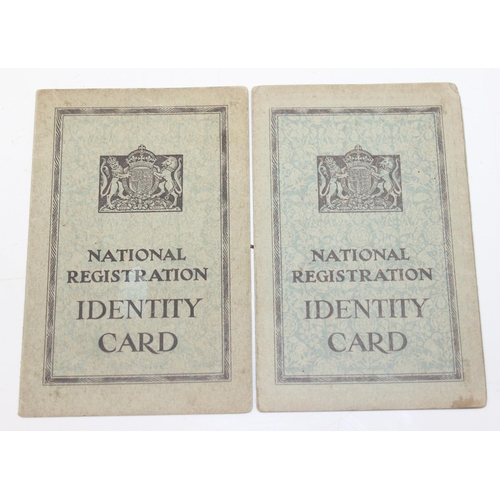 NATIONAL
REGISTRATION
IDENTITY
CARD
NATIONAL
REGISTRATION
IDENTITY
CARD